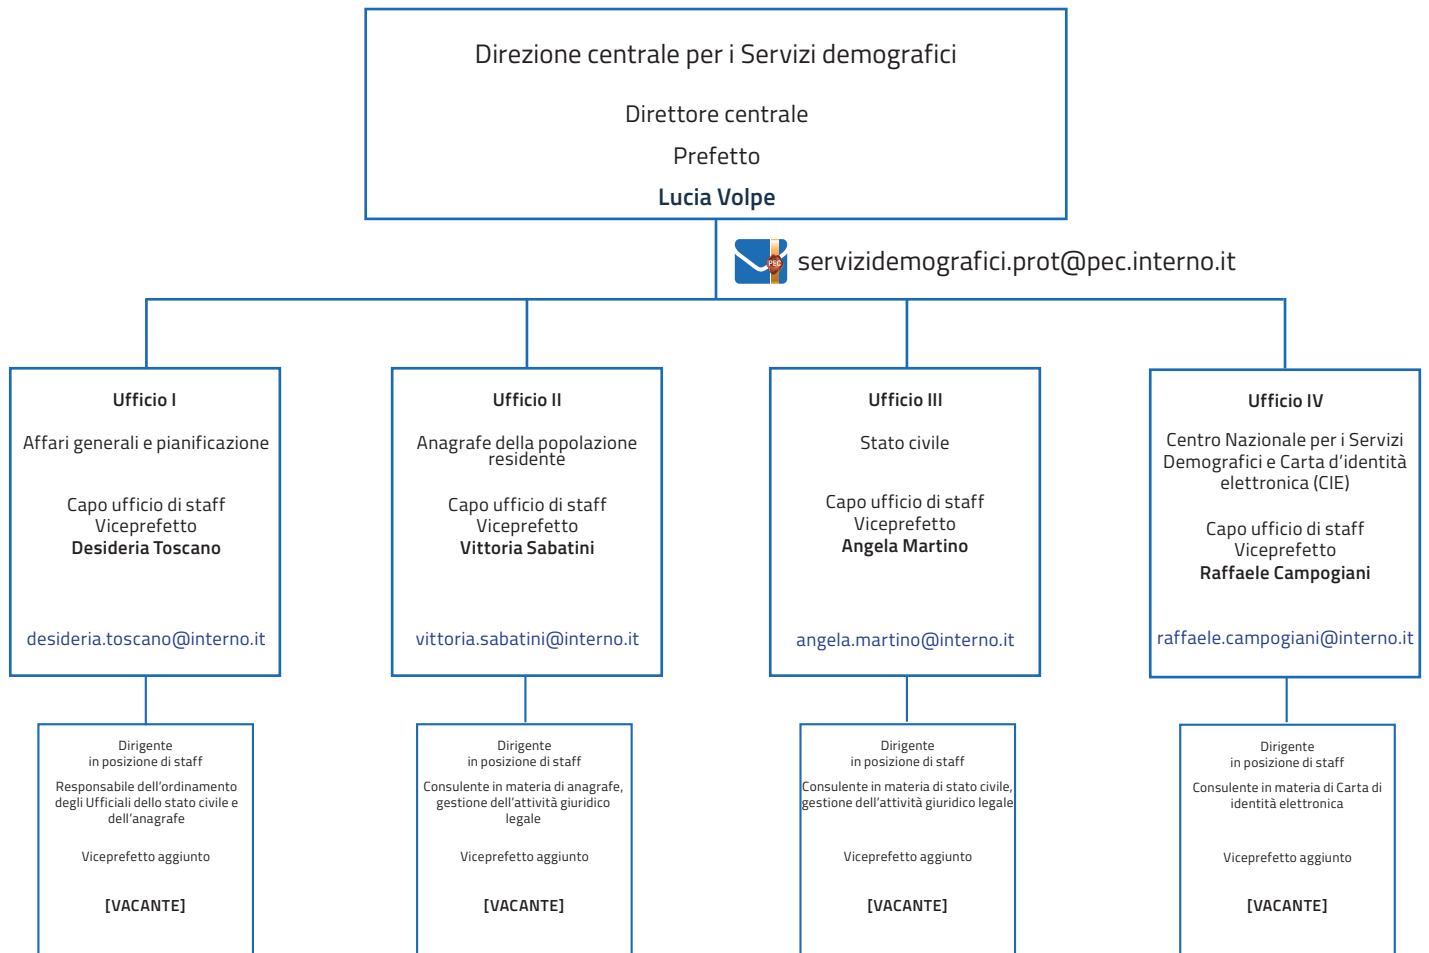 Direzione centrale per i Servizi demografici
Direttore centrale
Prefetto
Lucia Volpe
PEC
servizidemografici.prot@pec.interno.it
Ufficio I
Affari generali e pianificazione
Capo ufficio di staff
Viceprefetto
Desideria Toscano
desideria.toscano@interno.it
Ufficio II
Anagrafe della popolazione
residente
Capo ufficio di staff
Viceprefetto
Vittoria Sabatini
vittoria.sabatini@interno.it
Ufficio III
Stato civile
Capo ufficio di staff
Viceprefetto
Angela Martino
angela.martino@interno.it
Ufficio IV
Centro Nazionale per i Servizi
Demografici e Carta d’identità
elettronica (CIE)
Capo ufficio di staff
Viceprefetto
Raffaele Campogiani
raffaele.campogiani@interno.it
Dirigente
in posizione di staff
Responsabile dell’ordinamento
degli Ufficiali dello stato civile e
dell’anagrafe
Viceprefetto aggiunto
[VACANTE]
Dirigente
in posizione di staff
Consulente in materia di anagrafe,
gestione dell’attività giuridico
legale
Viceprefetto aggiunto
[VACANTE]
Dirigente
in posizione di staff
Consulente in materia di stato civile,
gestione dell’attività giuridico legale
Viceprefetto aggiunto
[VACANTE]
Dirigente
in posizione di staff
Consulente in materia di Carta di
identità elettronica
Viceprefetto aggiunto
[VACANTE]